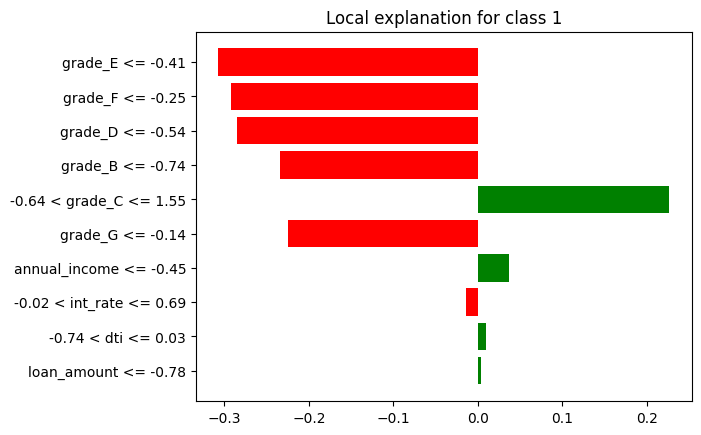 Local explanation for class 1
grade_E <= -0.41
grade_F <= -0.25
grade_D <= -0.54
grade_B <= -0.74
-0.64 < grade_C <= 1.55
grade_G <= -0.14
annual_income <= -0.45
-0.02 < int_rate <= 0.69
-0.74 < dti <= 0.03
loan_amount <= -0.78
−0.3 −0.2 −0.1 0.0 0.1 0.2